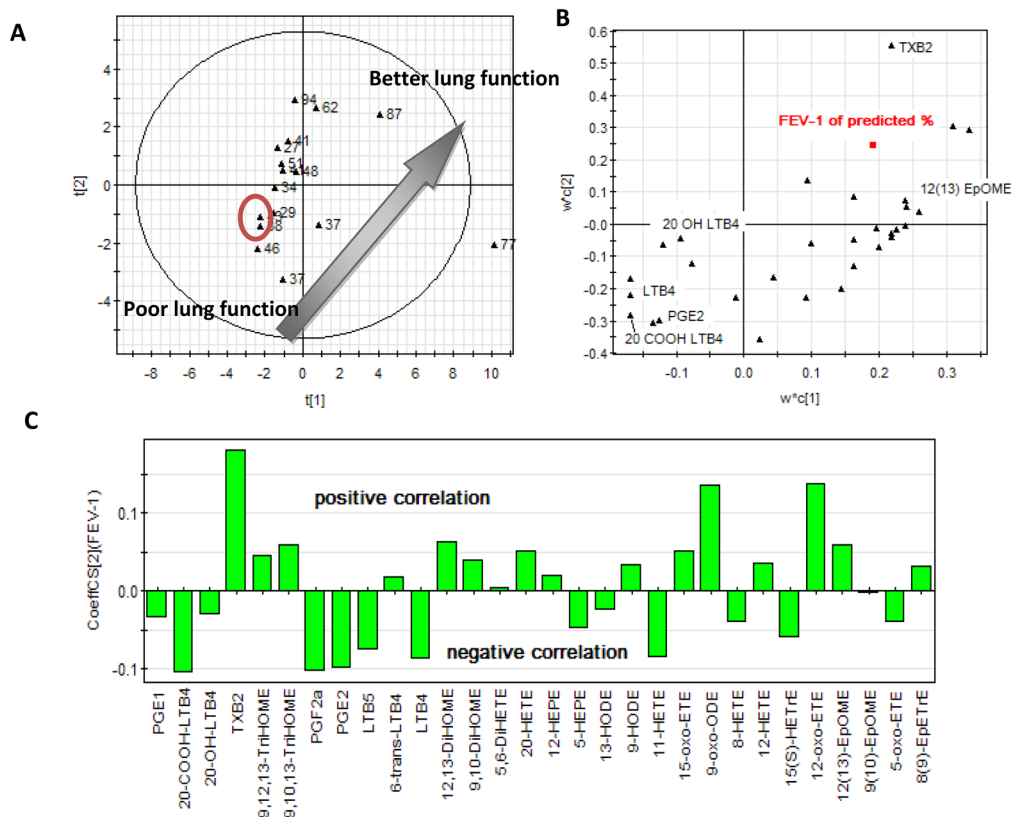 A
Better lung function
94
62
87
41
27
51
48
34
29
37
38
46
77
37
Poor lung function
t[2]
4
2
0
-2
-4
-8
-6
-4
-2
0
2
4
6
8
10
t[1]
B
TXB2
FEV-1 of predicted %
12(13) EpOME
20 OH LTB4
LTB4
PGE2
20 COOH LTB4
w*c[2]
0.6
0.5
0.4
0.3
0.2
0.1
-0.0
-0.1
-0.2
-0.3
-0.4
-0.1
0.0
0.1
0.2
0.3
w*c[1]
C
positive correlation
negative correlation
CoeffCS[2](FEV-1)
0.1
0.0
-0.1
PGE1
20-COOH-LTB4
20-OH-LTB4
TXB2
9,12,13-TriHOME
9,10,13-TriHOME
PGF2a
PGE2
LTB5
6-trans-LTB4
LTB4
12,13-DiHOME
9,10-DiHOME
5,6-DiHETE
20-HETE
12-HEPE
5-HEPE
13-HODE
9-HODE
11-HETE
15-oxo-ETE
9-oxo-ODE
8-HETE
12-HETE
15(S)-HETrE
12-oxo-ETE
12(13)-EpOME
9(10)-EpOME
5-oxo-ETE
8(9)-EpETrE